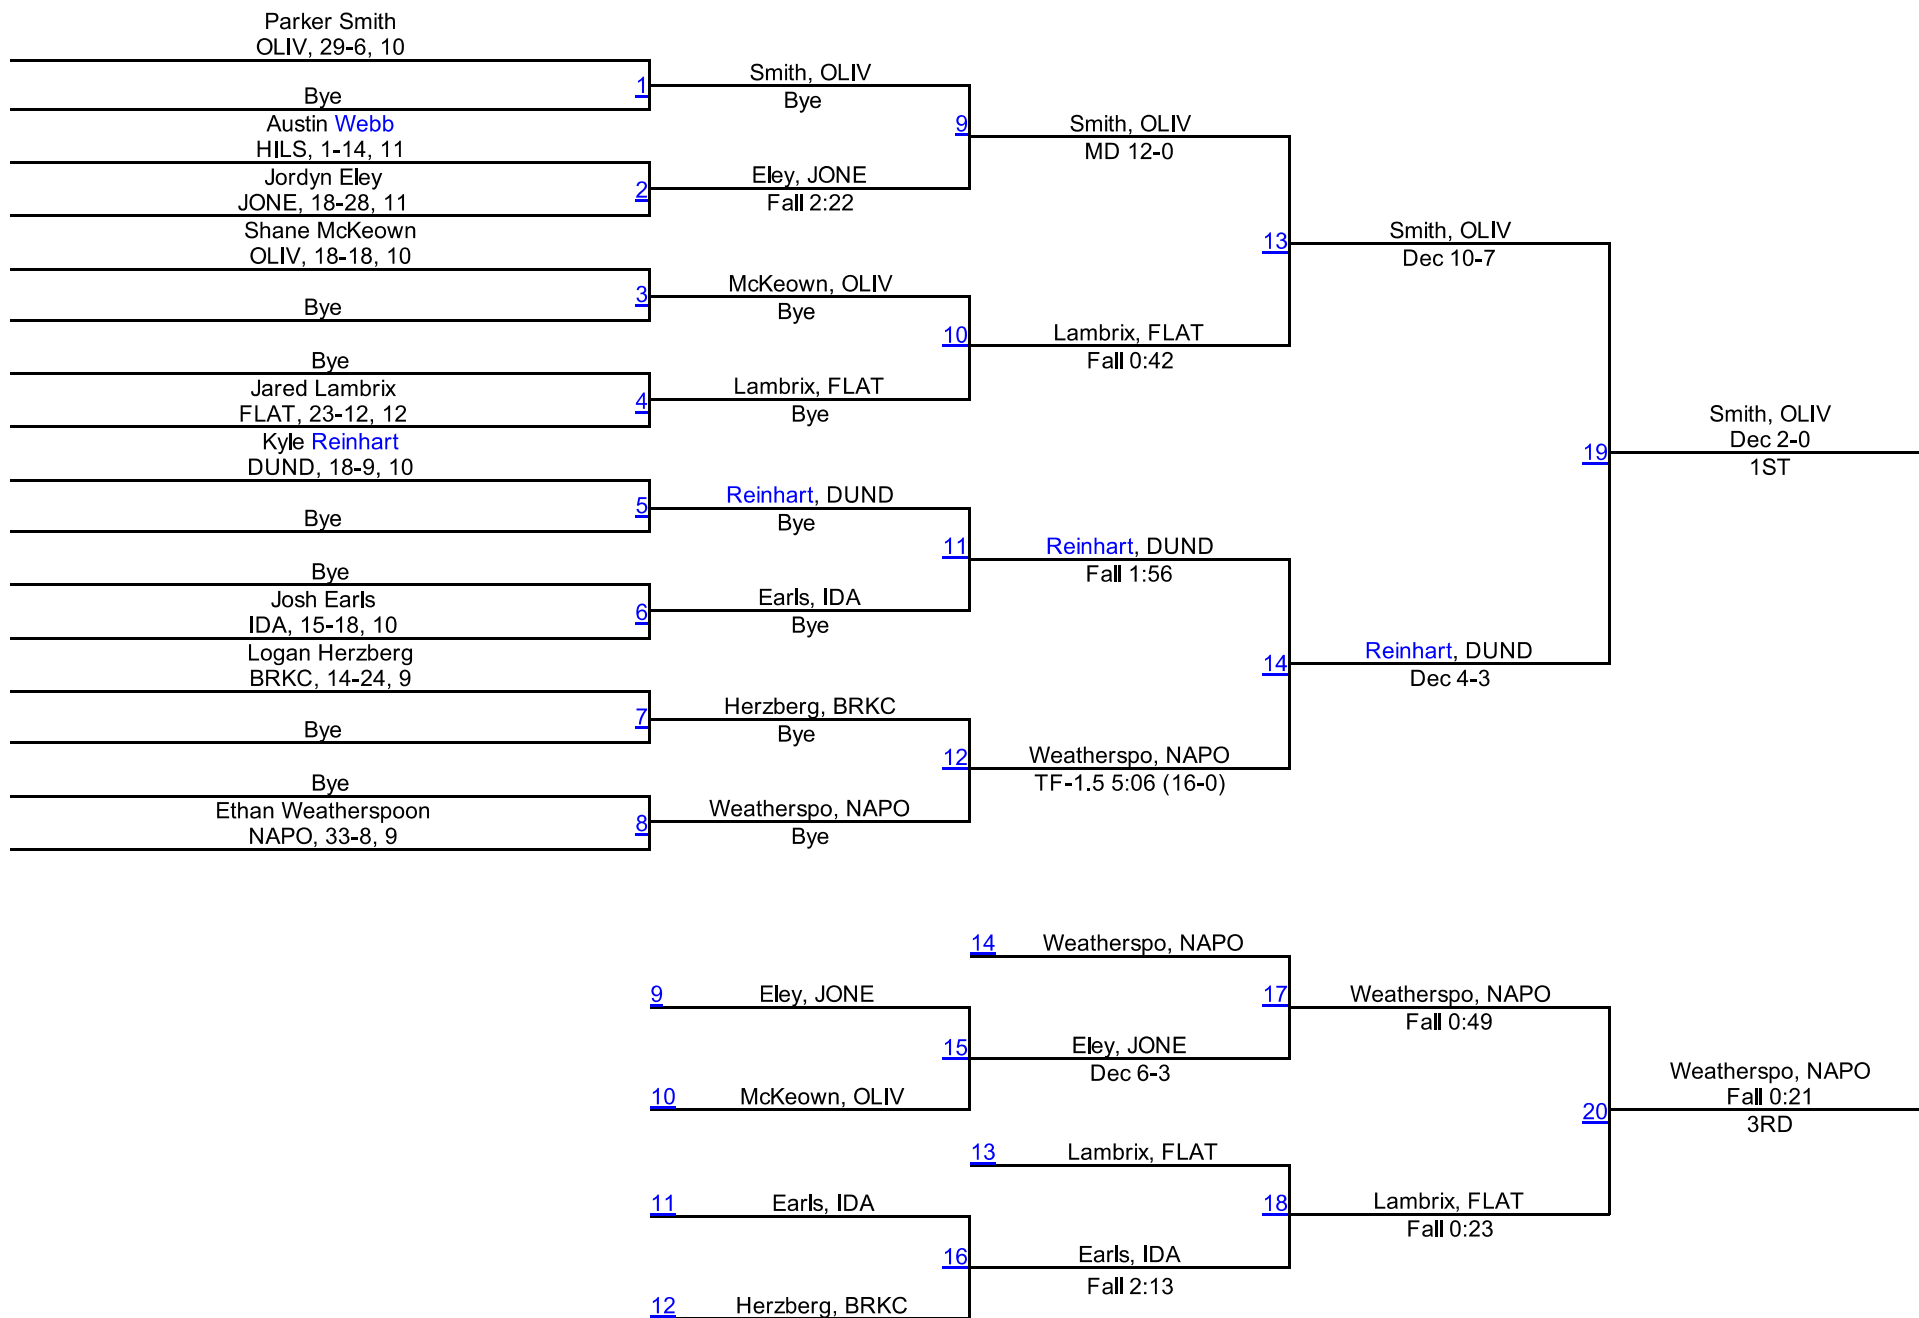 Parker Smith
OLIV, 29-6, 10
Bye
1
Austin Webb
HILS, 1-14, 11
Jordyn Eley
JONE, 18-28, 11
2
Shane McKeown
OLIV, 18-18, 10
Bye
3
Bye
Jared Lambrix
FLAT, 23-12, 12
4
Kyle Reinhart
DUND, 18-9, 10
Bye
5
Bye
Josh Earls
IDA, 15-18, 10
6
Logan Herzberg
BRKC, 14-24, 9
Bye
7
Bye
Ethan Weatherspoon
NAPO, 33-8, 9
8
Smith, OLIV
Bye
9
Eley, JONE
Fall 2:22
McKeown, OLIV
Bye
10
Lambrix, FLAT
Bye
Reinhart, DUND
Bye
11
Earls, IDA
Bye
Herzberg, BRKC
Bye
12
Weatherspo, NAPO
Bye
Smith, OLIV
MD 12-0
13
Lambrix, FLAT
Fall 0:42
Reinhart, DUND
Fall 1:56
14
Weatherspo, NAPO
TF-1.5 5:06 (16-0)
Smith, OLIV
Dec 10-7
19
Reinhart, DUND
Dec 4-3
Smith, OLIV
Dec 2-0
1ST
14
Weatherspo, NAPO
9
Eley, JONE
15
10
McKeown, OLIV
Eley, JONE
Dec 6-3
17
Weatherspo, NAPO
Fall 0:49
13
Lambrix, FLAT
11
Earls, IDA
16
12
Herzberg, BRKC
Earls, IDA
Fall 2:13
18
Lambrix, FLAT
Fall 0:23
20
Weatherspo, NAPO
Fall 0:21
3RD